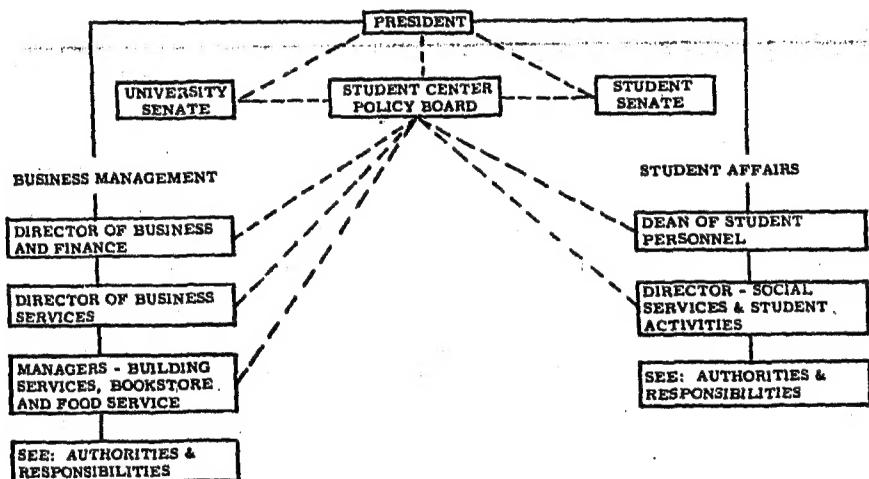 PRESIDENT
UNIVERSITY
SENATE
STUDENT CENTER
POLICY BOARD
STUDENT
SENATE
BUSINESS MANAGEMENT
STUDENT AFFAIRS
DIRECTOR OF BUSINESS
AND FINANCE
DEAN OF STUDENT
PERSONNEL
DIRECTOR OF BUSINESS
SERVICES
DIRECTOR - SOCIAL
SERVICES & STUDENT
ACTIVITIES
MANAGERS - BUILDING
SERVICES, BOOKSTORE
AND FOOD SERVICE
SEE: AUTHORITIES &
RESPONSIBILITIES
SEE: AUTHORITIES &
RESPONSIBILITIES